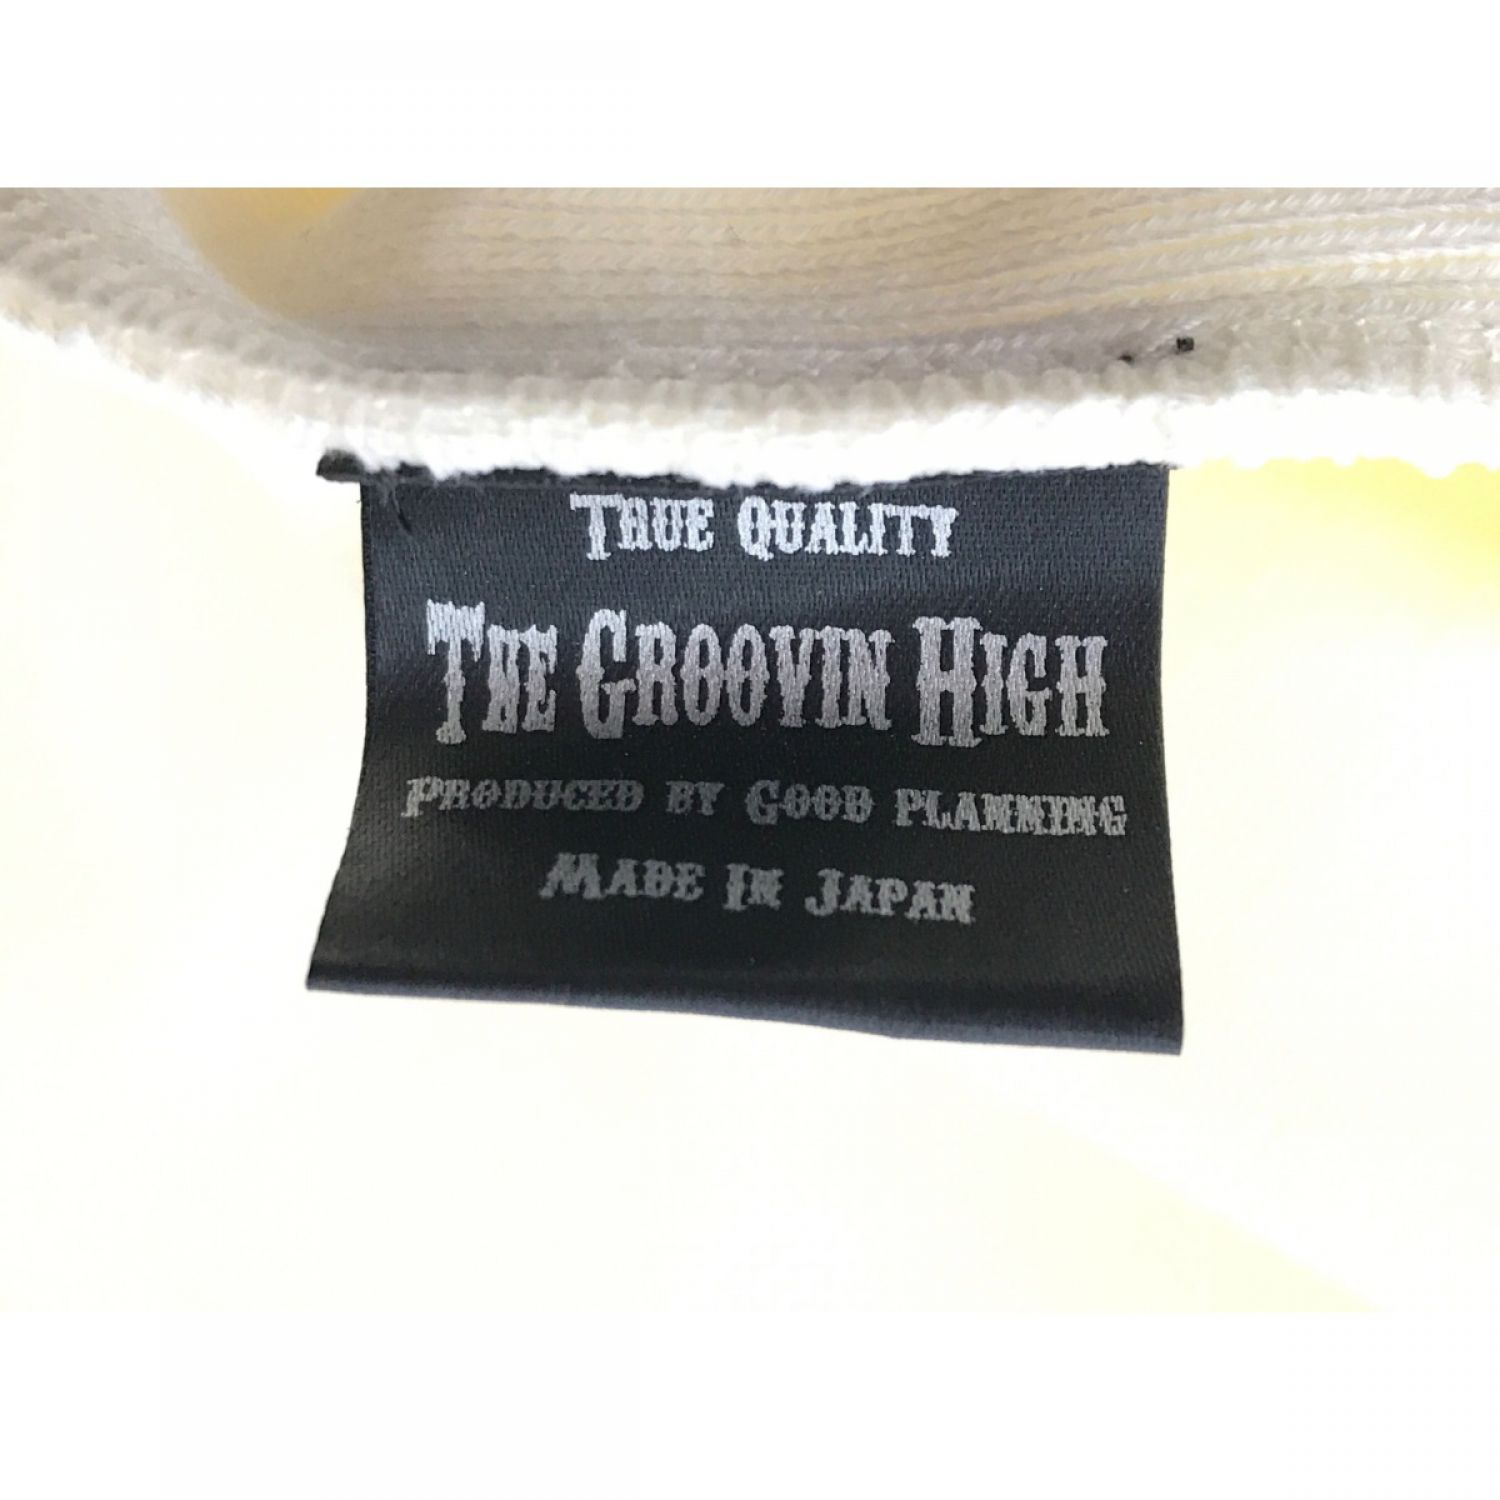 TRUE QUALITY
THE GROOVIN HIGH
PRODUCED BY GOOD PLANNING
MADE IN JAPAN